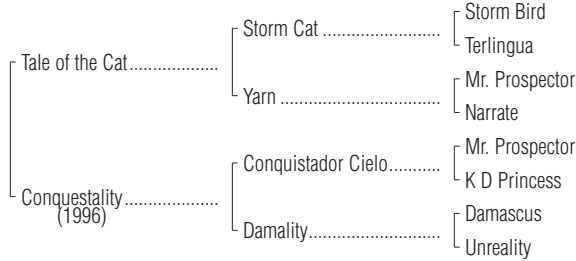 Storm Bird
Storm Cat ..............................
Terlingua
Tale of the Cat....................
Mr. Prospector
Yarn .........................................
Narrate
Mr. Prospector
Conquistador Cielo.............
K D Princess
Conquestality.....................
(1996)
Damascus
Damality.................................
Unreality